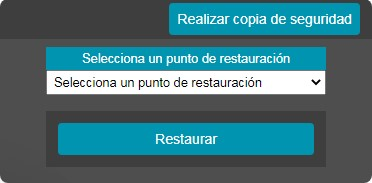 Realizar copia de seguridad
Selecciona un punto de restauración
Selecciona un punto de restauración
Restaurar